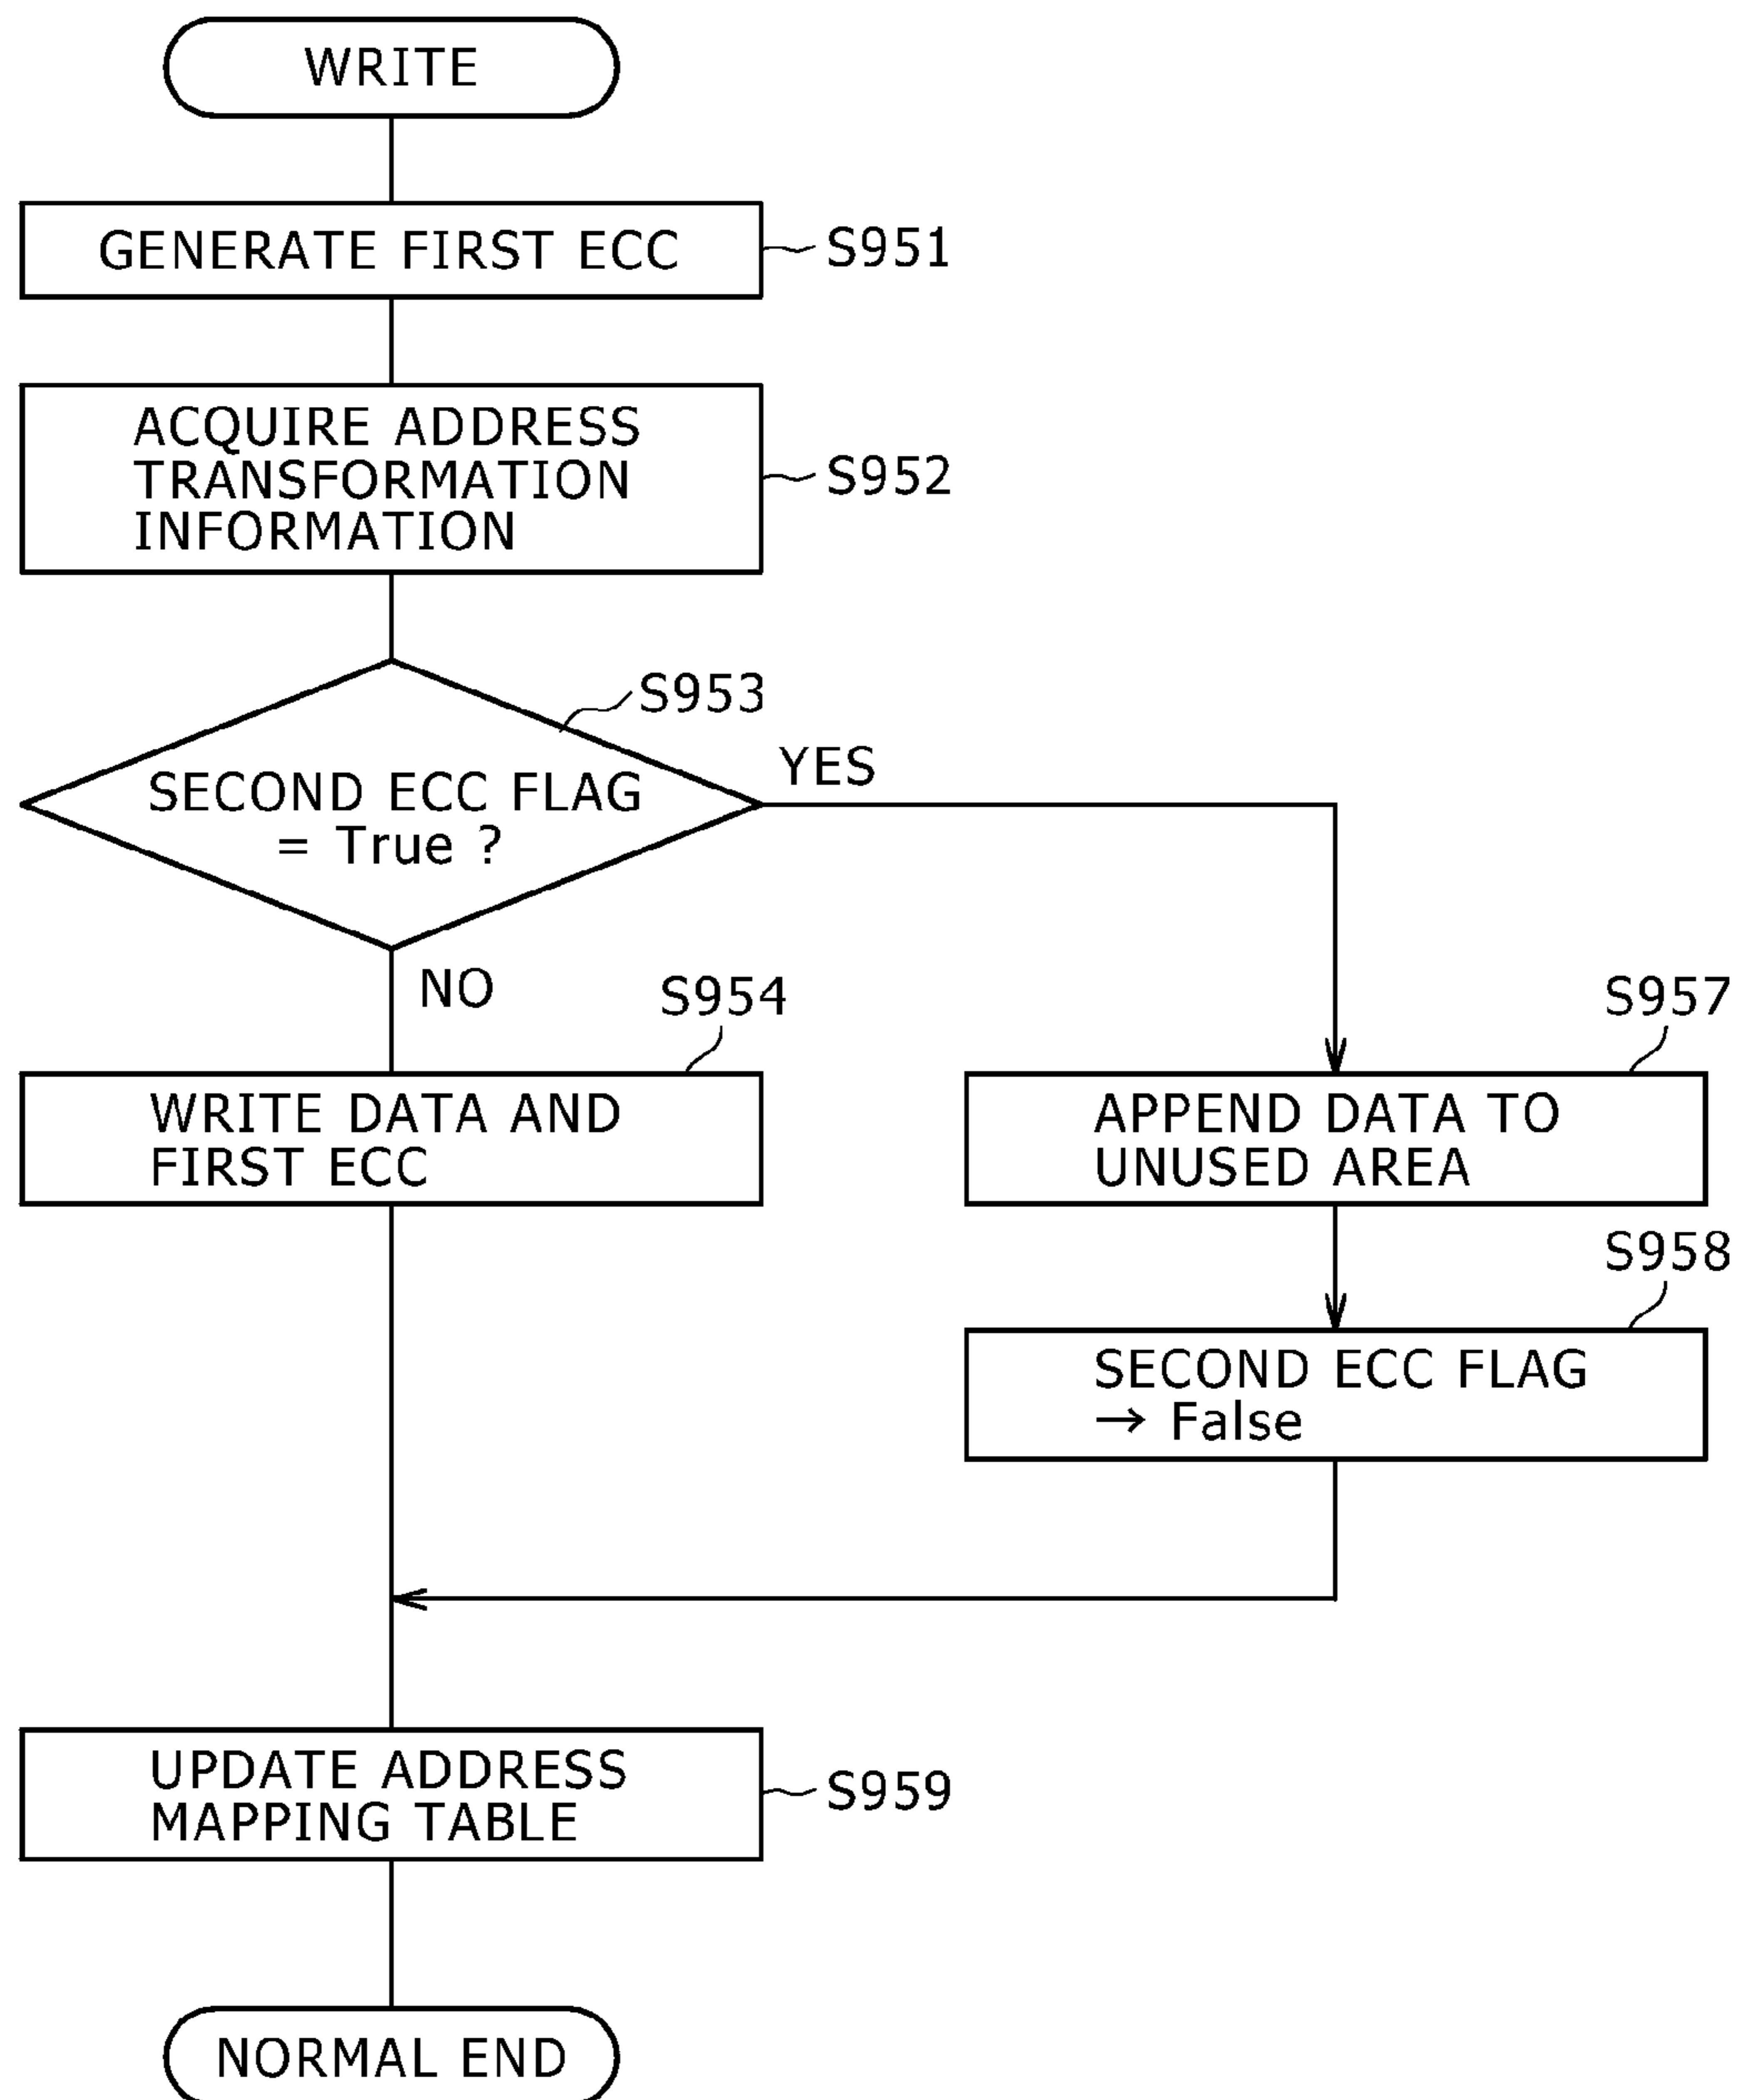 WRITE
GENERATE FIRST ECC
S951
ACQUIRE ADDRESS
TRANSFORMATION
INFORMATION
S952
S953
SECOND ECC FLAG
= True ?
YES
NO
S954
WRITE DATA AND
FIRST ECC
S957
APPEND DATA TO
UNUSED AREA
S958
SECOND ECC FLAG
→ False
UPDATE ADDRESS
MAPPING TABLE
S959
NORMAL END